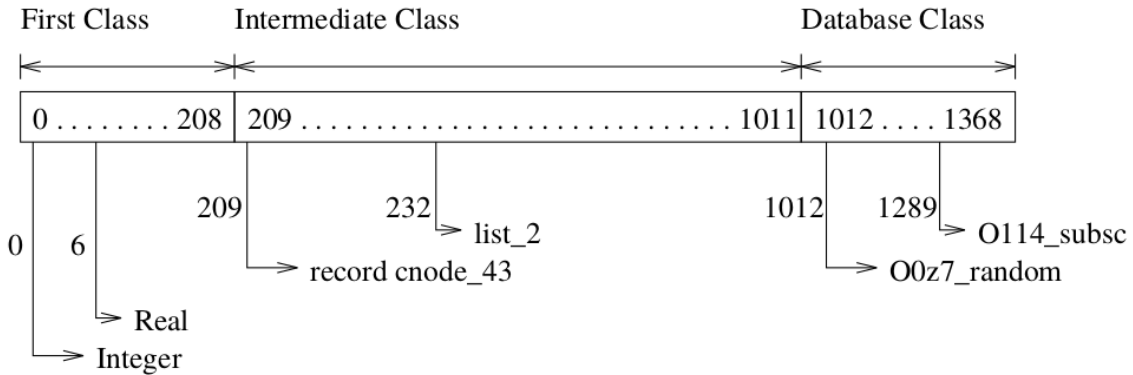 First Class Intermediate Class Database Class
0 . . . . . . . . 208 209 . . . . . . . . . . . . . . . . . . . . . . . . . . . . . . 1011 1012 . . . . 1368
209 232 1012 1289
0 6 list_2 O114_subsc
record cnode_43 O0z7_random
Real
Integer